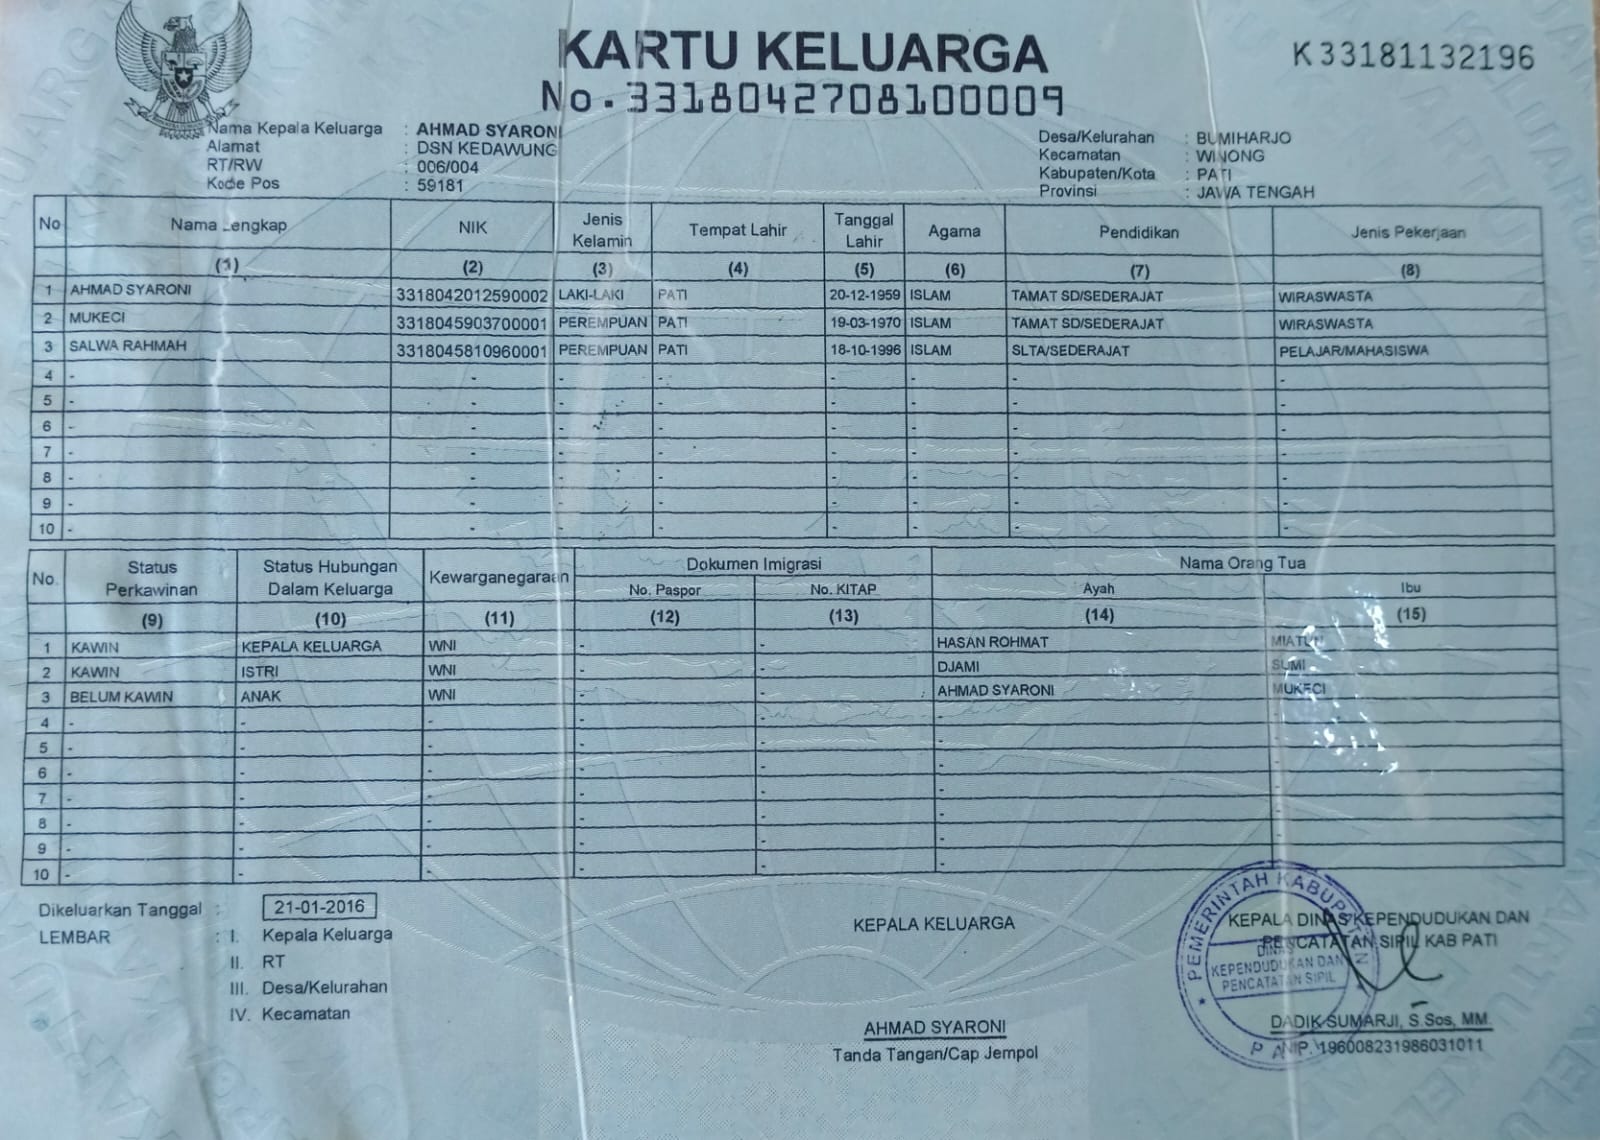 KARTU KELUARGA
No.3318042708100009
K33181132196
Nama Kepala Keluarga : AHMAD SYARONI
Alamat : DSN KEDAWUNG
RT/RW : 006/004
Kode Pos : 59181
Desa/Kelurahan : BUMIHARJO
Kecamatan : WINONG
Kabupaten/Kota : PATI
Provinsi : JAWA TENGAH
No Nama Lengkap NIK Jenis Kelamin Tempat Lahir Tanggal Lahir Agama Pendidikan Jenis Pekerjaan
(1) (2) (3) (4) (5) (6) (7) (8)
1 AHMAD SYARONI 3318042012590002 LAKI-LAKI PATI 20-12-1959 ISLAM TAMAT SD/SEDERAJAT WIRASWASTA
2 MUKECI 3318045903700001 PEREMPUAN PATI 19-03-1970 ISLAM TAMAT SD/SEDERAJAT WIRASWASTA
3 SALWA RAHMAH 3318045810960001 PEREMPUAN PATI 18-10-1996 ISLAM SLTA/SEDERAJAT PELAJAR/MAHASISWA
4 - - - - - - - -
5 - - - - - - - -
6 - - - - - - - -
7 - - - - - - - -
8 - - - - - - - -
9 - - - - - - - -
10 - - - - - - - -
No. Status Perkawinan Status Hubungan Dalam Keluarga Kewarganegaraan Dokumen Imigrasi Nama Orang Tua
No. Paspor No. KITAP Ayah Ibu
(9) (10) (11) (12) (13) (14) (15)
1 KAWIN KEPALA KELUARGA WNI - - HASAN ROHMAT MIATUN
2 KAWIN ISTRI WNI - - DJAMI SUMI
3 BELUM KAWIN ANAK WNI - - AHMAD SYARONI MUKECI
4 - - - - - - -
5 - - - - - - -
6 - - - - - - -
7 - - - - - - -
8 - - - - - - -
9 - - - - - - -
10 - - - - - - -
Dikeluarkan Tanggal : 21-01-2016
LEMBAR : I. Kepala Keluarga
II. RT
III. Desa/Kelurahan
IV. Kecamatan
KEPALA KELUARGA
AHMAD SYARONI
Tanda Tangan/Cap Jempol
KEPALA DINAS KEPENDUDUKAN DAN
PENCATATAN SIPIL KAB PATI
PEMERINTAH KABUPATEN
DINAS
KEPENDUDUKAN DAN
PENCATATAN SIPIL
DADIK SUMARJI, S.Sos, MM.
NIP. 196008231986031011